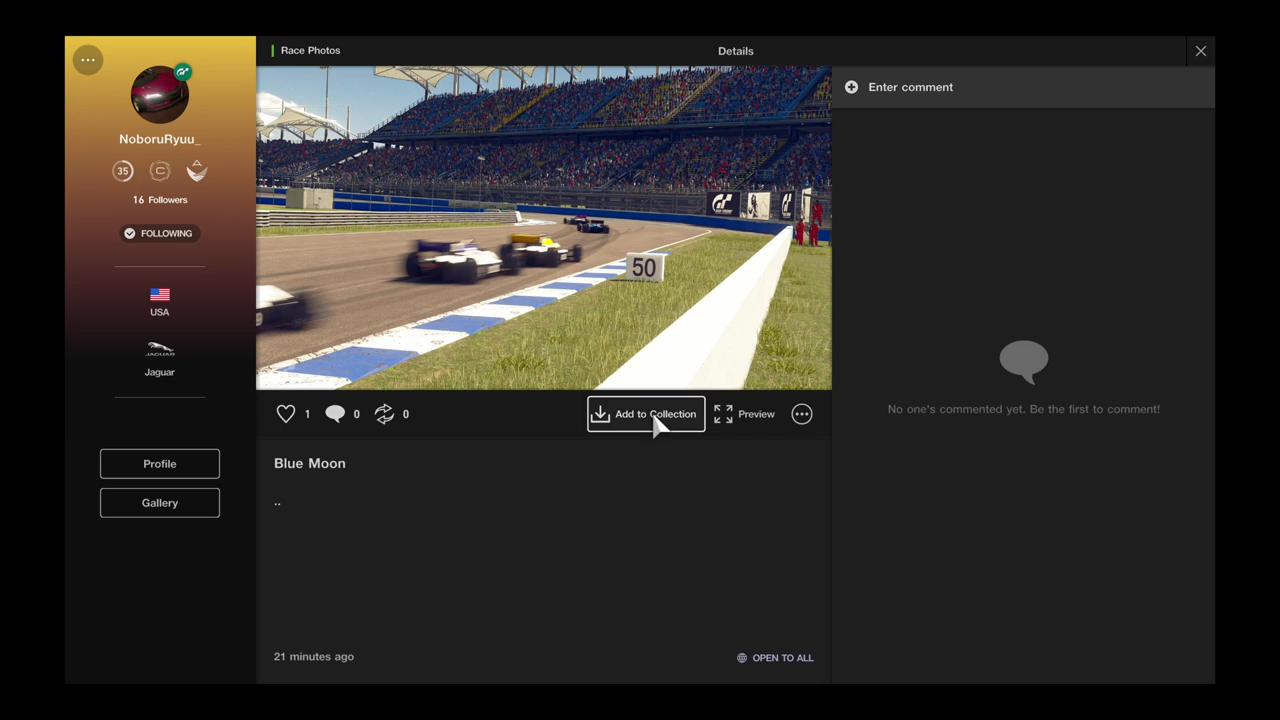 Race Photos
Details
NoboruRyuu_
35
C
16 Followers
FOLLOWING
USA
JAGUAR
Jaguar
Profile
Gallery
50
1
0
0
Add to Collection
Preview
Blue Moon
..
21 minutes ago
OPEN TO ALL
Enter comment
No one's commented yet. Be the first to comment!